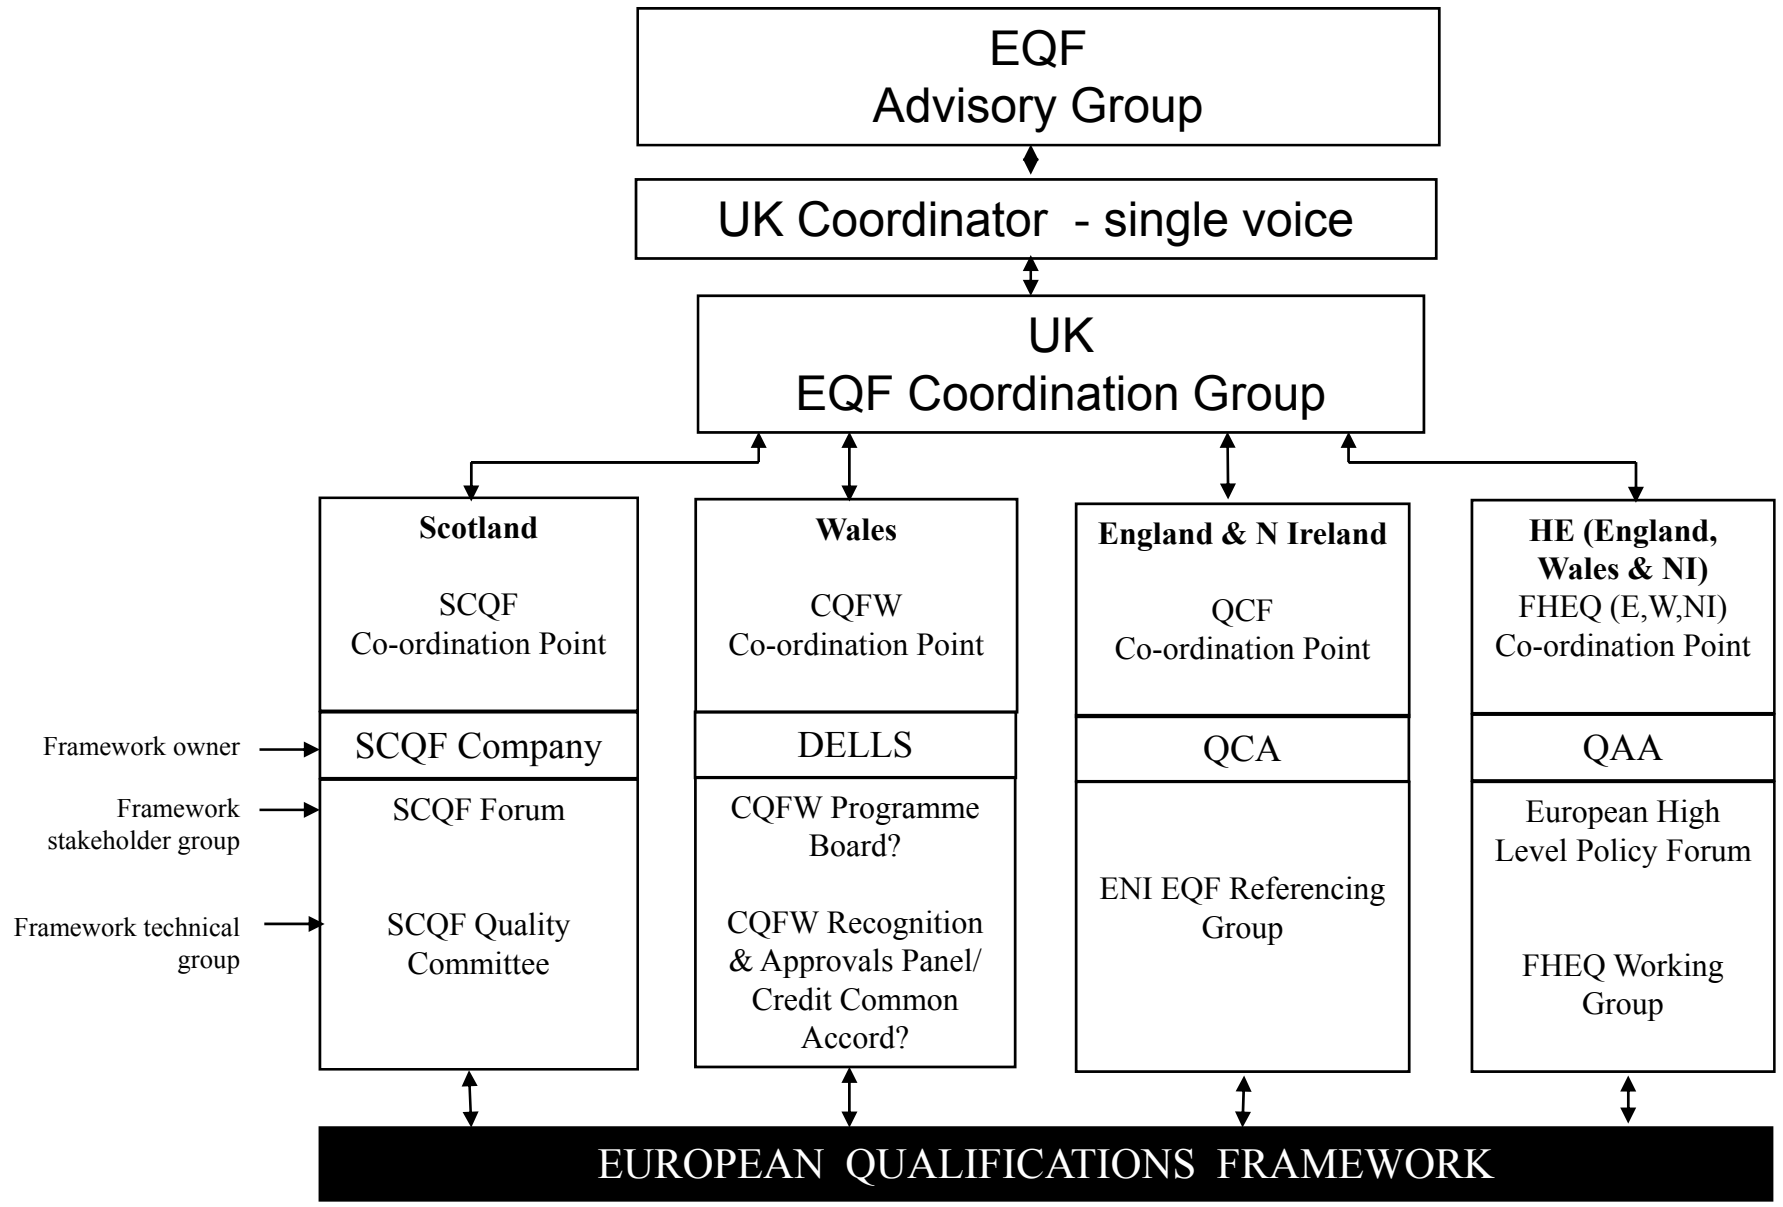 EQF
Advisory Group
UK Coordinator - single voice
UK
EQF Coordination Group
Scotland
SCQF
Co-ordination Point
Wales
CQFW
Co-ordination Point
England & N Ireland
QCF
Co-ordination Point
HE (England,
Wales & NI)
FHEQ (E,W,NI)
Co-ordination Point
Framework owner
SCQF Company
DELLS
QCA
QAA
Framework
stakeholder group
SCQF Forum
CQFW Programme
Board?
ENI EQF Referencing
Group
European High
Level Policy Forum
Framework technical
group
SCQF Quality
Committee
CQFW Recognition
& Approvals Panel/
Credit Common
Accord?
FHEQ Working
Group
EUROPEAN QUALIFICATIONS FRAMEWORK